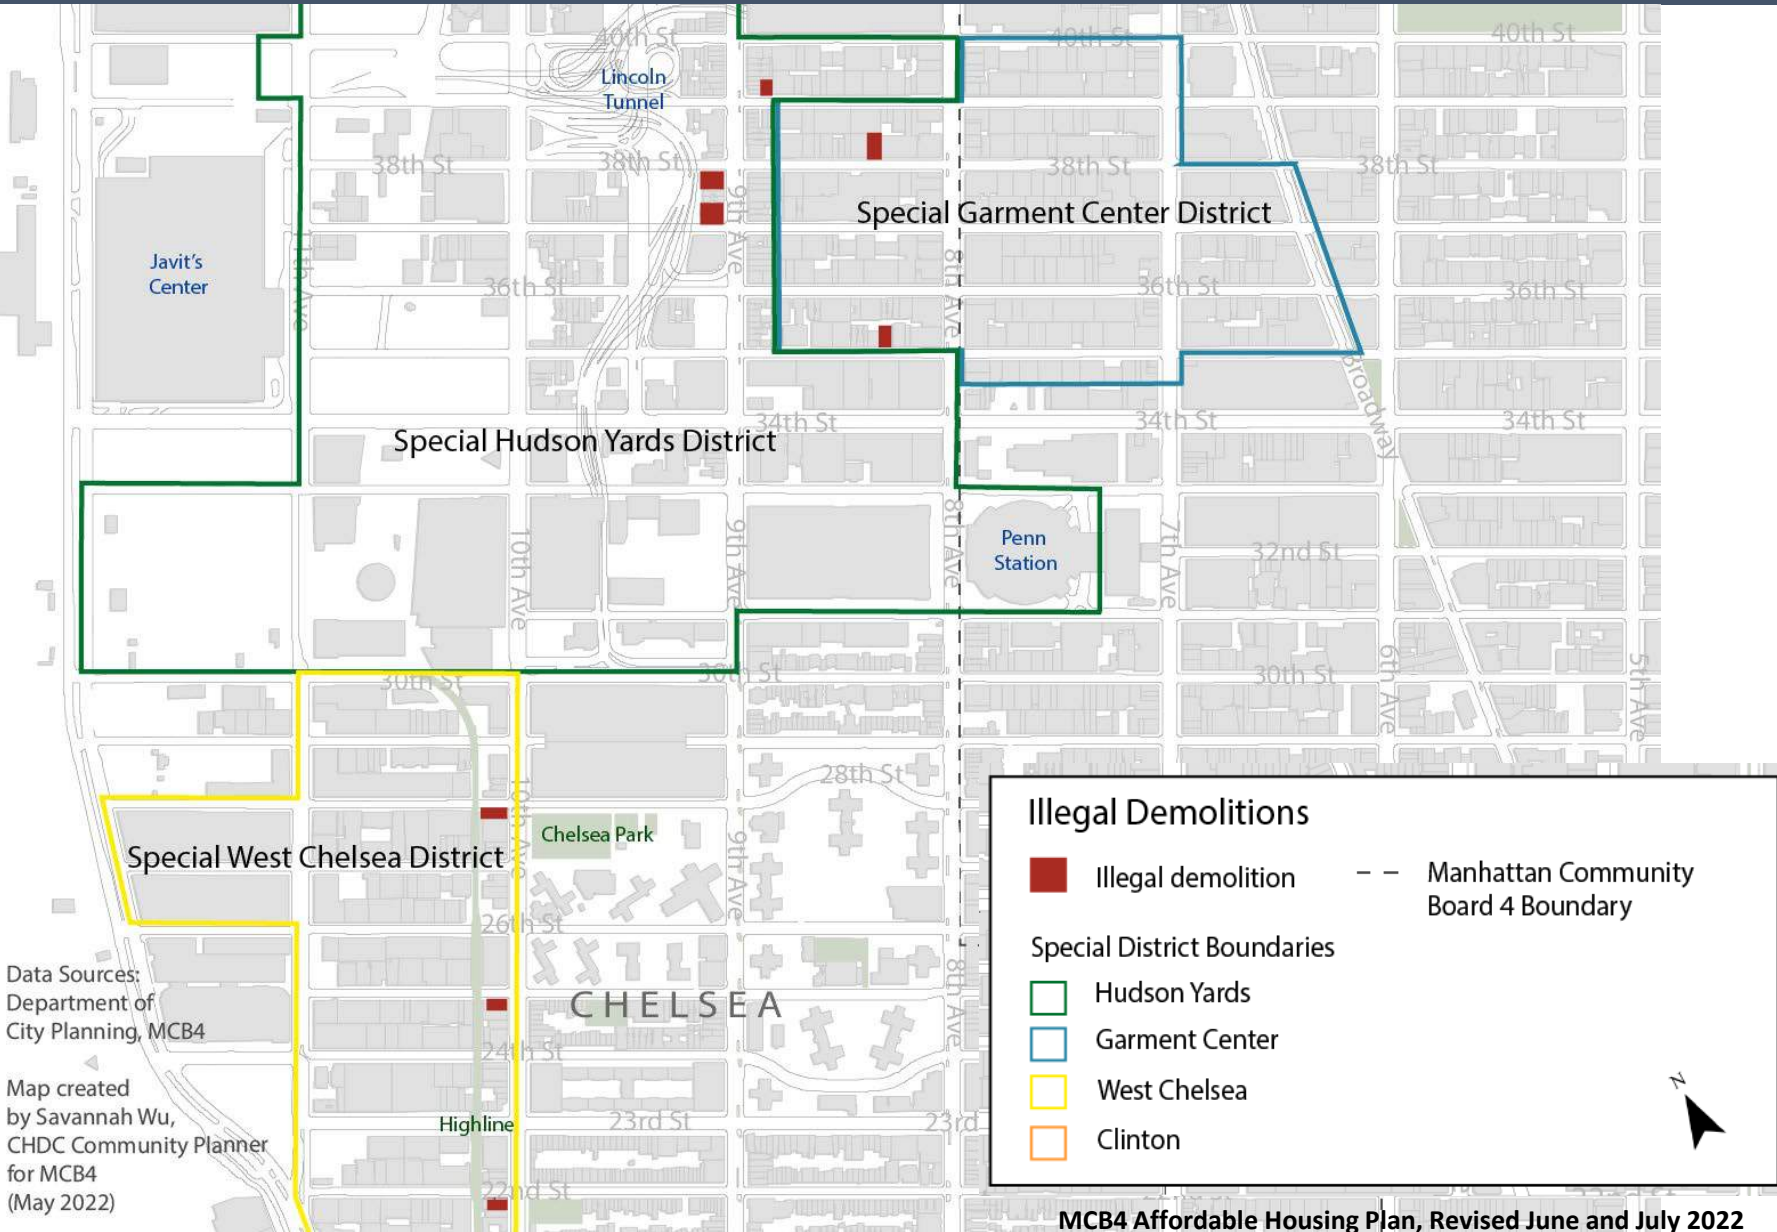 40th St
40th St
40th St
Lincoln
Tunnel
38th St
38th St
38th St
38th St
9th Ave
Special Garment Center District
Javit's
Center
11th Ave
36th St
8th Ave
36th St
36th St
Broadway
34th St
34th St
34th St
Special Hudson Yards District
10th Ave
9th Ave
8th Ave
Penn
Station
7th Ave
32nd St
30th St
30th St
30th St
6th Ave
5th Ave
28th St
10th Ave
Chelsea Park
9th Ave
Special West Chelsea District
26th St
8th Ave
CHELSEA
24th St
Highline
23rd St
23rd
22nd St
Data Sources:
Department of
City Planning, MCB4
Map created
by Savannah Wu,
CHDC Community Planner
for MCB4
(May 2022)
Illegal Demolitions
Illegal demolition
Manhattan Community
Board 4 Boundary
Special District Boundaries
Hudson Yards
Garment Center
West Chelsea
Clinton
N
MCB4 Affordable Housing Plan, Revised June and July 2022